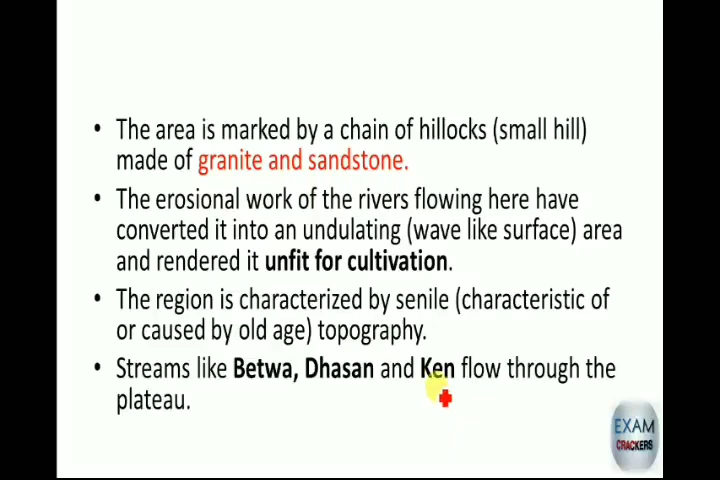 • The area is marked by a chain of hillocks (small hill)
made of granite and sandstone.
• The erosional work of the rivers flowing here have
converted it into an undulating (wave like surface) area
and rendered it unfit for cultivation.
• The region is characterized by senile (characteristic of
or caused by old age) topography.
• Streams like Betwa, Dhasan and Ken flow through the
plateau.
EXAM
CRACKERS